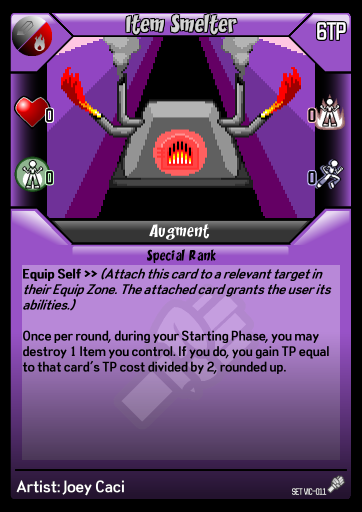 Item Smelter
6TP
0
0
0
0
Augment
Special Rank
Equip Self >> (Attach this card to a relevant target in
their Equip Zone. The attached card grants the user its
abilities.)
Once per round, during your Starting Phase, you may
destroy 1 Item you control. If you do, you gain TP equal
to that card's TP cost divided by 2, rounded up.
Artist: Joey Caci
SET VIC-011